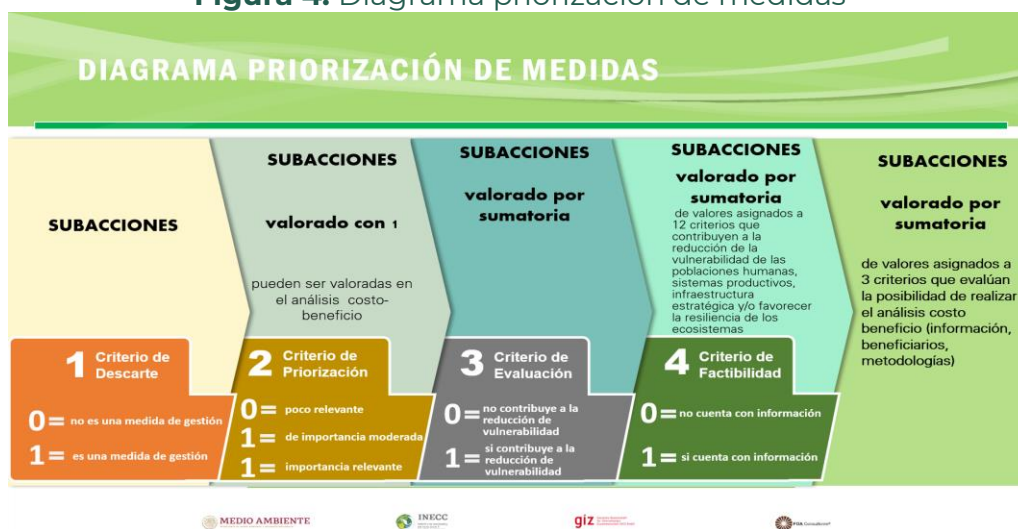 Figura 4. Diagrama priorización de medidas
DIAGRAMA PRIORIZACIÓN DE MEDIDAS
SUBACCIONES
1 Criterio de
Descarte
0= no es una medida de gestión
1= es una medida de gestión
SUBACCIONES
valorado con 1
pueden ser valoradas en
el análisis costo-
beneficio
2 Criterio de
Priorización
0= poco relevante
1= de importancia moderada
1= importancia relevante
SUBACCIONES
valorado por
sumatoria
3 Criterio de
Evaluación
0= no contribuye a la
reducción de
vulnerabilidad
1= si contribuye a la
reducción de
vulnerabilidad
SUBACCIONES
valorado por
sumatoria
de valores asignados a
12 criterios que
contribuyen a la
reducción de la
vulnerabilidad de las
poblaciones humanas,
sistemas productivos,
infraestructura
estratégica y/o favorecer
la resiliencia de los
ecosistemas
4 Criterio de
Factibilidad
0= no cuenta con información
1= si cuenta con información
SUBACCIONES
valorado por
sumatoria
de valores asignados a
3 criterios que evalúan
la posibilidad de realizar
el análisis costo
beneficio (información,
beneficiarios,
metodologías)
MEDIO AMBIENTE
INECC
giz